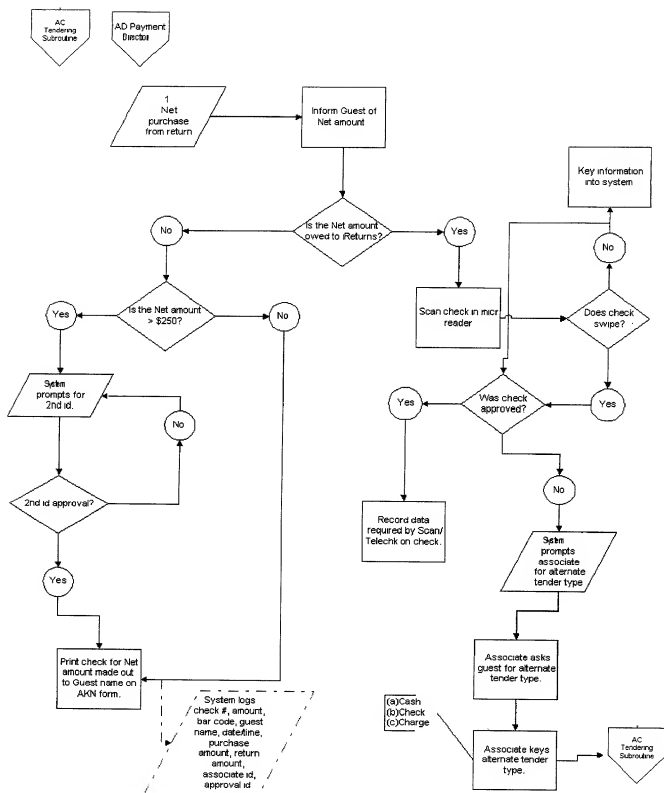 AC
Tendering
Subroutine
AD Payment
Direction
1
Net
purchase
from return
Inform Guest of
Net amount
Key information
into system
Is the Net amount
owed to iReturns?
No
Yes
No
Is the Net amount
> $250?
Yes
No
Scan check in micr
reader
Does check
swipe?
System
prompts for
2nd id.
No
Was check
approved?
Yes
Yes
2nd id approval?
No
Record data
required by Scan/
Telechk on check.
System
prompts
associate
for alternate
tender type
Yes
Print check for Net
amount made out
to Guest name on
AKN form.
Associate asks
guest for alternate
tender type.
System logs
check #, amount,
bar code, guest
name, date/time,
purchase
amount, return
amount,
associate id,
approval id
(a)Cash
(b)Check
(c)Charge
Associate keys
alternate tender
type.
AC
Tendering
Subroutine